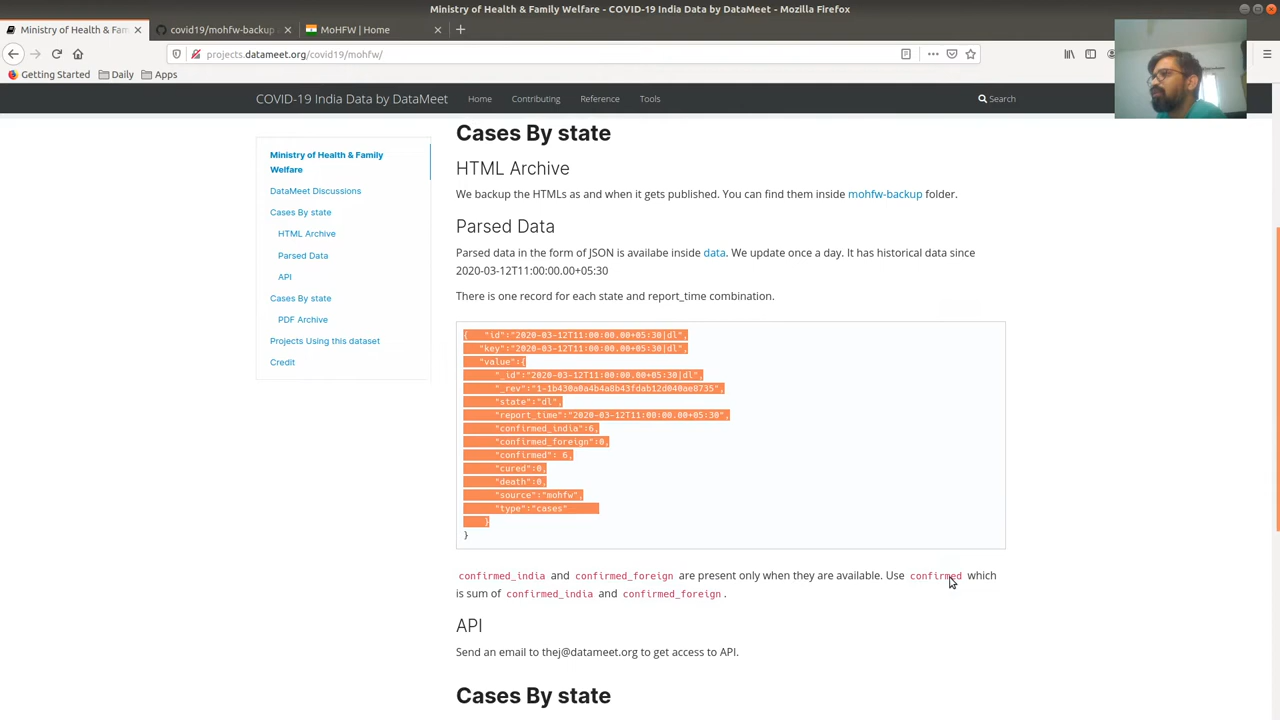 Ministry of Health & Family Welfare - COVID-19 India Data by DataMeet - Mozilla Firefox
Ministry of Health & Fam
covid19/mohfw-backup
MoHFW | Home
projects.datameet.org/covid19/mohfw/
Getting Started
Daily
Apps
COVID-19 India Data by DataMeet
Home
Contributing
Reference
Tools
Search
Ministry of Health & Family
Welfare
DataMeet Discussions
Cases By state
HTML Archive
Parsed Data
API
Cases By state
PDF Archive
Projects Using this dataset
Credit
Cases By state
HTML Archive
We backup the HTMLs as and when it gets published. You can find them inside mohfw-backup folder.
Parsed Data
Parsed data in the form of JSON is availabe inside data. We update once a day. It has historical data since
2020-03-12T11:00:00.00+05:30
There is one record for each state and report_time combination.
{ "id":"2020-03-12T11:00:00.00+05:30|dl",
"key":"2020-03-12T11:00:00.00+05:30|dl",
"value":{
"_id":"2020-03-12T11:00:00.00+05:30|dl",
"_rev":"1-1b430a0a4b4a8b43fdab12d040ae8735",
"state":"dl",
"report_time":"2020-03-12T11:00:00.00+05:30",
"confirmed_india":6,
"confirmed_foreign":0,
"confirmed": 6,
"cured":0,
"death":0,
"source":"mohfw",
"type":"cases"
}
}
confirmed_india and confirmed_foreign are present only when they are available. Use confirmed which
is sum of confirmed_india and confirmed_foreign.
API
Send an email to thej@datameet.org to get access to API.
Cases By state